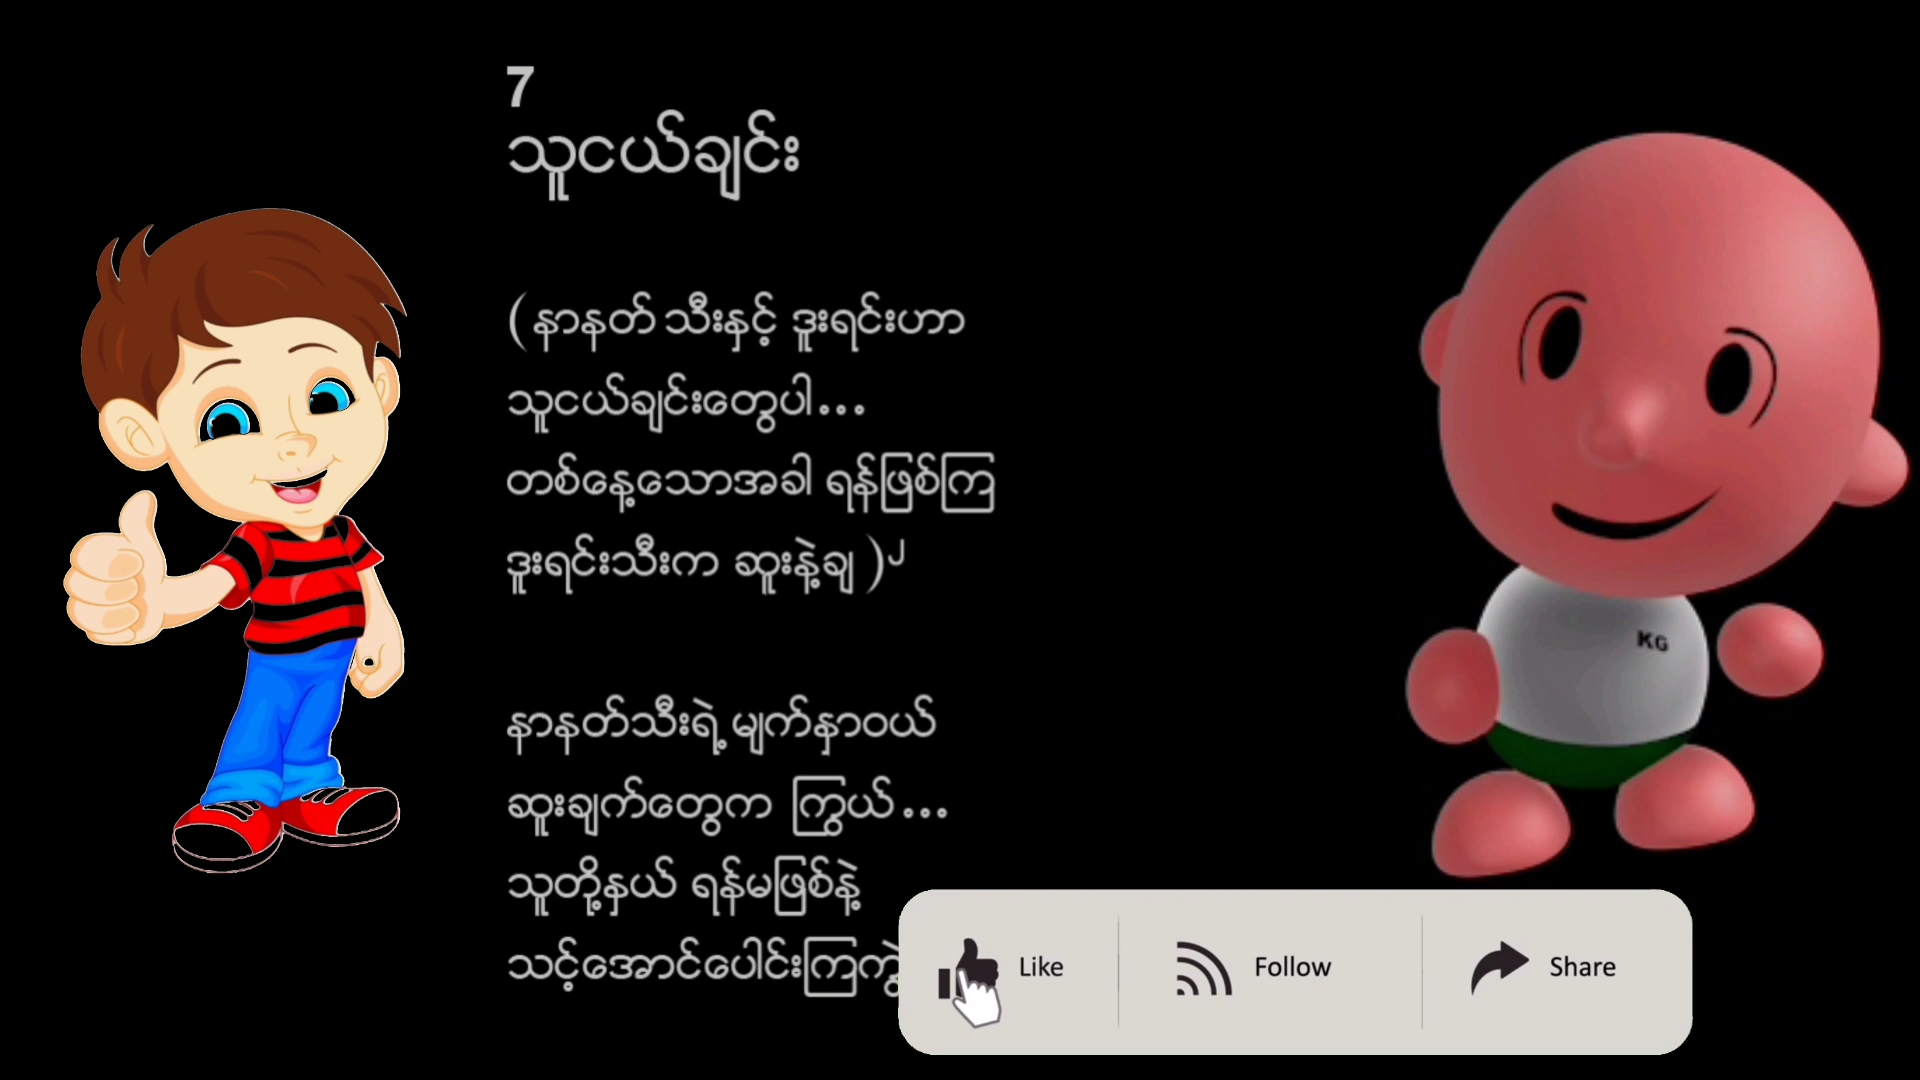 7
သူငယ်ချင်း
( နာနတ် သီးနှင့် ဒူးရင်းဟာ
သူငယ်ချင်းတွေပါ...
တစ်နေ့သောအခါ ရန်ဖြစ်ကြ
ဒူးရင်းသီးက ဆူးနဲ့ချ )၂
နာနတ်သီးရဲ့ မျက်နှာဝယ်
ဆူးချက်တွေက ကြွယ်...
သူတို့နှယ် ရန်မဖြစ်နဲ့
သင့်အောင်ပေါင်းကြကွဲ
KG
Like
Follow
Share